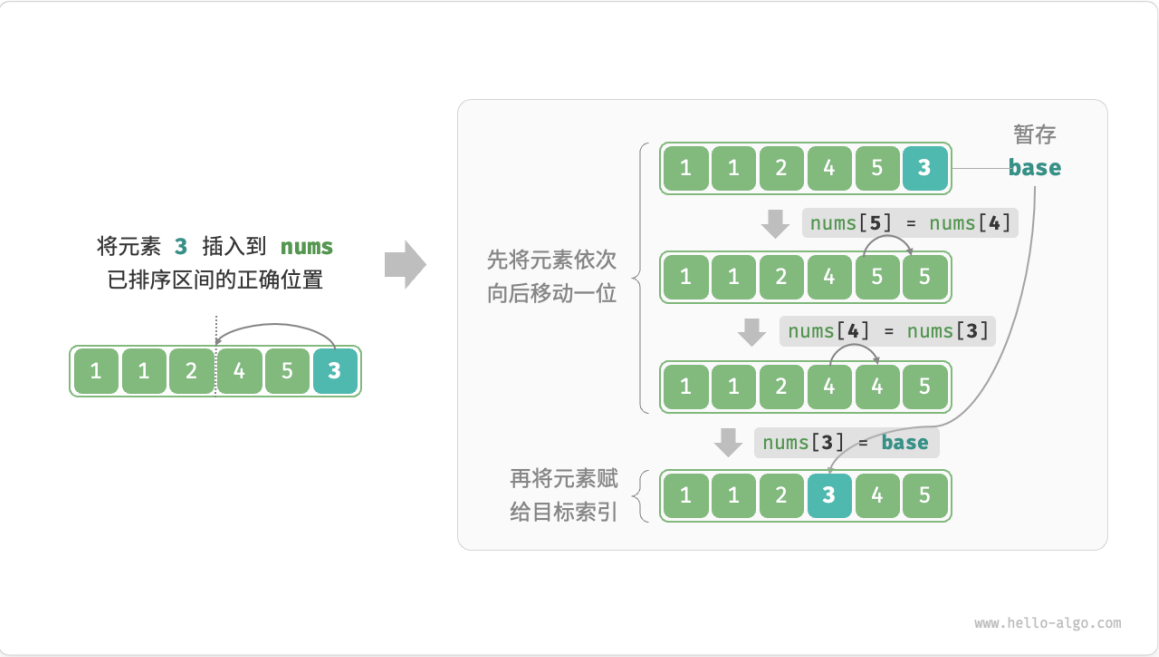 将元素 3 插入到 nums
已排序区间的正确位置
1 1 2 4 5 3
先将元素依次
向后移动一位
1 1 2 4 5 3
暂存
base
nums[5] = nums[4]
1 1 2 4 5 5
nums[4] = nums[3]
1 1 2 4 4 5
nums[3] = base
再将元素赋
给目标索引
1 1 2 3 4 5
www.hello-algo.com